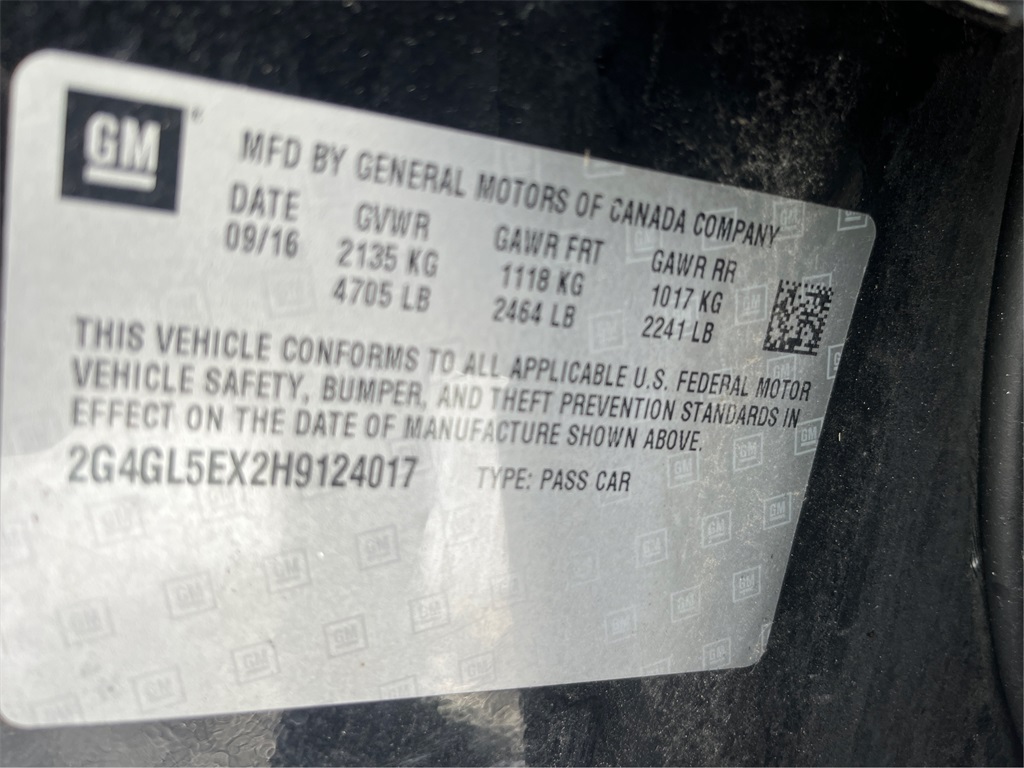 GM®
MFD BY GENERAL MOTORS OF CANADA COMPANY
DATE GVWR GAWR FRT GAWR RR
09/16 2135 KG 1118 KG 1017 KG
4705 LB 2464 LB 2241 LB
THIS VEHICLE CONFORMS TO ALL APPLICABLE U.S. FEDERAL MOTOR
VEHICLE SAFETY, BUMPER, AND THEFT PREVENTION STANDARDS IN
EFFECT ON THE DATE OF MANUFACTURE SHOWN ABOVE.
2G4GL5EX2H9124017 TYPE: PASS CAR